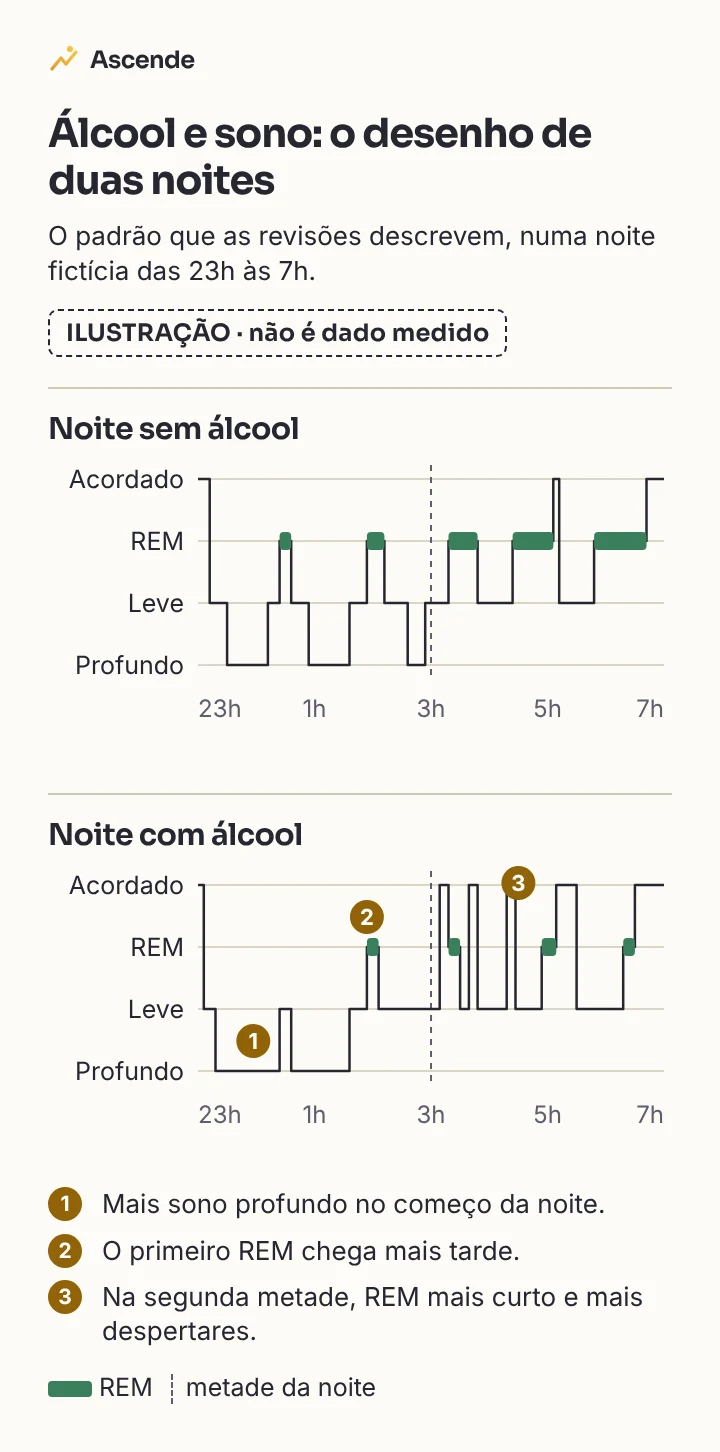 Ascende
Álcool e sono: o desenho de
duas noites
O padrão que as revisões descrevem, numa noite
fictícia das 23h às 7h.
ILUSTRAÇÃO · não é dado medido
Noite sem álcool
Acordado
REM
Leve
Profundo
23h 1h 3h 5h 7h
Noite com álcool
Acordado
REM
Leve
Profundo
1
2
3
23h 1h 3h 5h 7h
1 Mais sono profundo no começo da noite.
2 O primeiro REM chega mais tarde.
3 Na segunda metade, REM mais curto e mais
despertares.
REM metade da noite